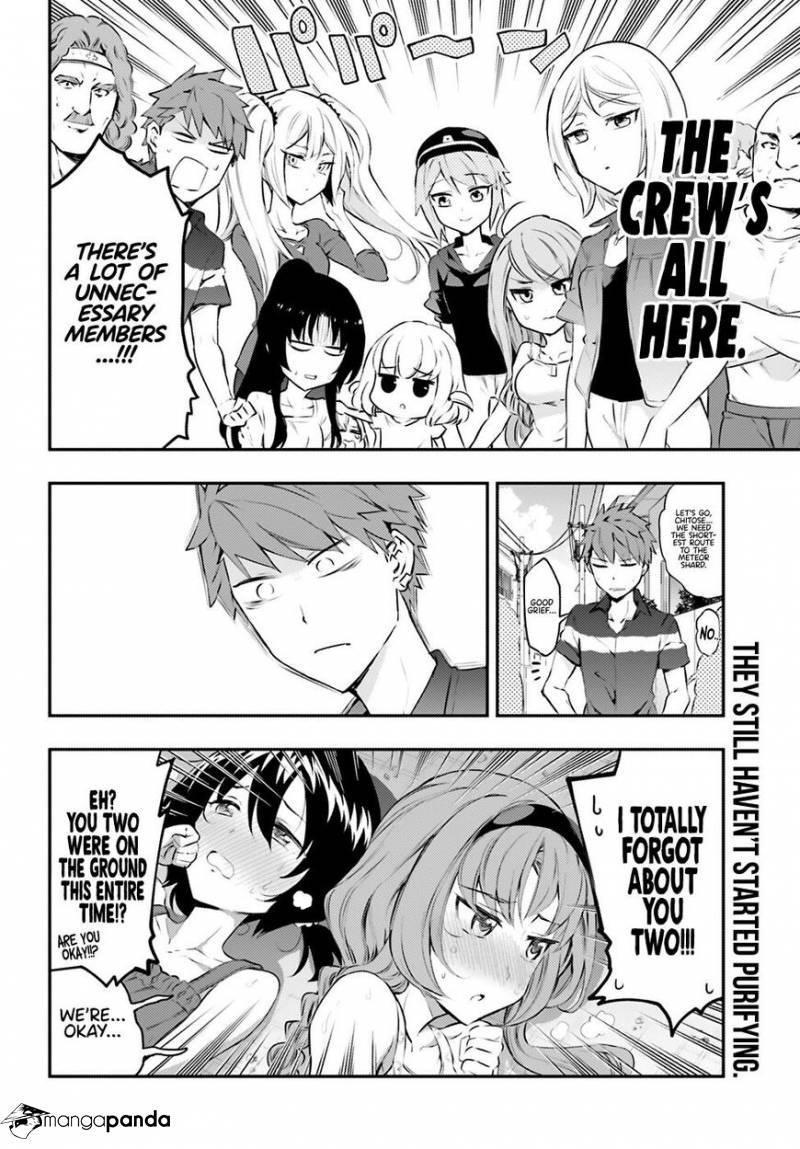 パパーーン
THE
CREW'S
ALL
HERE.
THERE'S
A LOT OF
UNNEC-
ESSARY
MEMBERS
...!!!
LET'S GO,
CHITOSE...
WE NEED
THE SHORT-
EST ROUTE
TO THE
METEOR
SHARD.
NO...
GOOD
GRIEF...
I TOTALLY
FORGOT
ABOUT
YOU
TWO!!!
EH?
YOU TWO
WERE ON
THE GROUND
THIS ENTIRE
TIME!?
ARE YOU
OKAY!!?
WE'RE...
OKAY...
THEY STILL HAVEN'T STARTED PURIFYING.
mangapanda